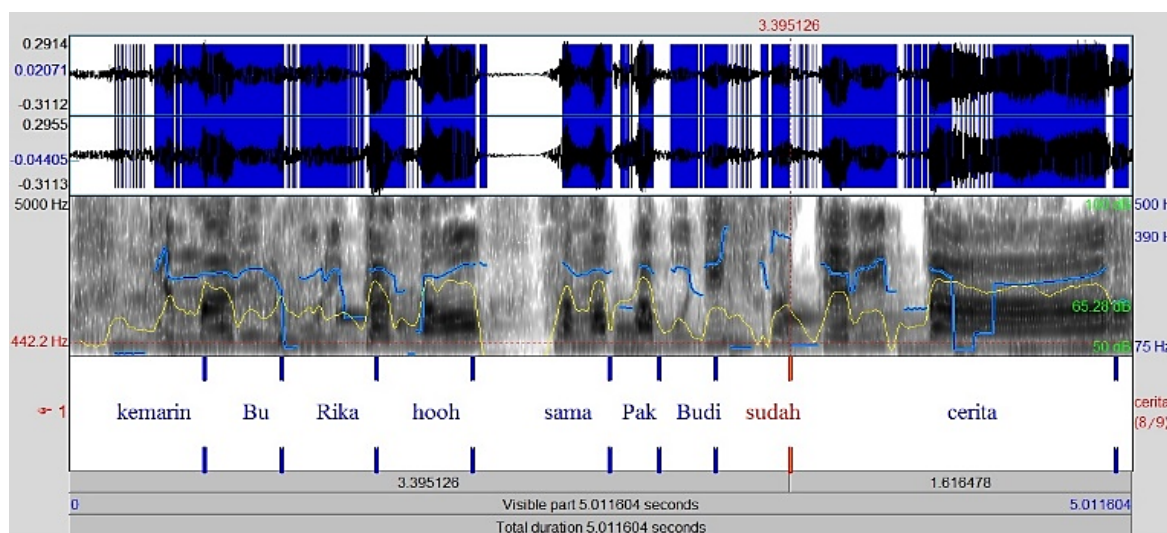 3.395126
0.2914
0.02071
-0.3112
0.2955
-0.04405
-0.3113
5000 Hz 500 H
390 H
65.28 dB
442.2 Hz 50 dB 75 Hz
1 kemarin Bu Rika hooh sama Pak Budi sudah cerita cerita
(8/9)
3.395126 1.616478
0 Visible part 5.011604 seconds 5.011604
Total duration 5.011604 seconds